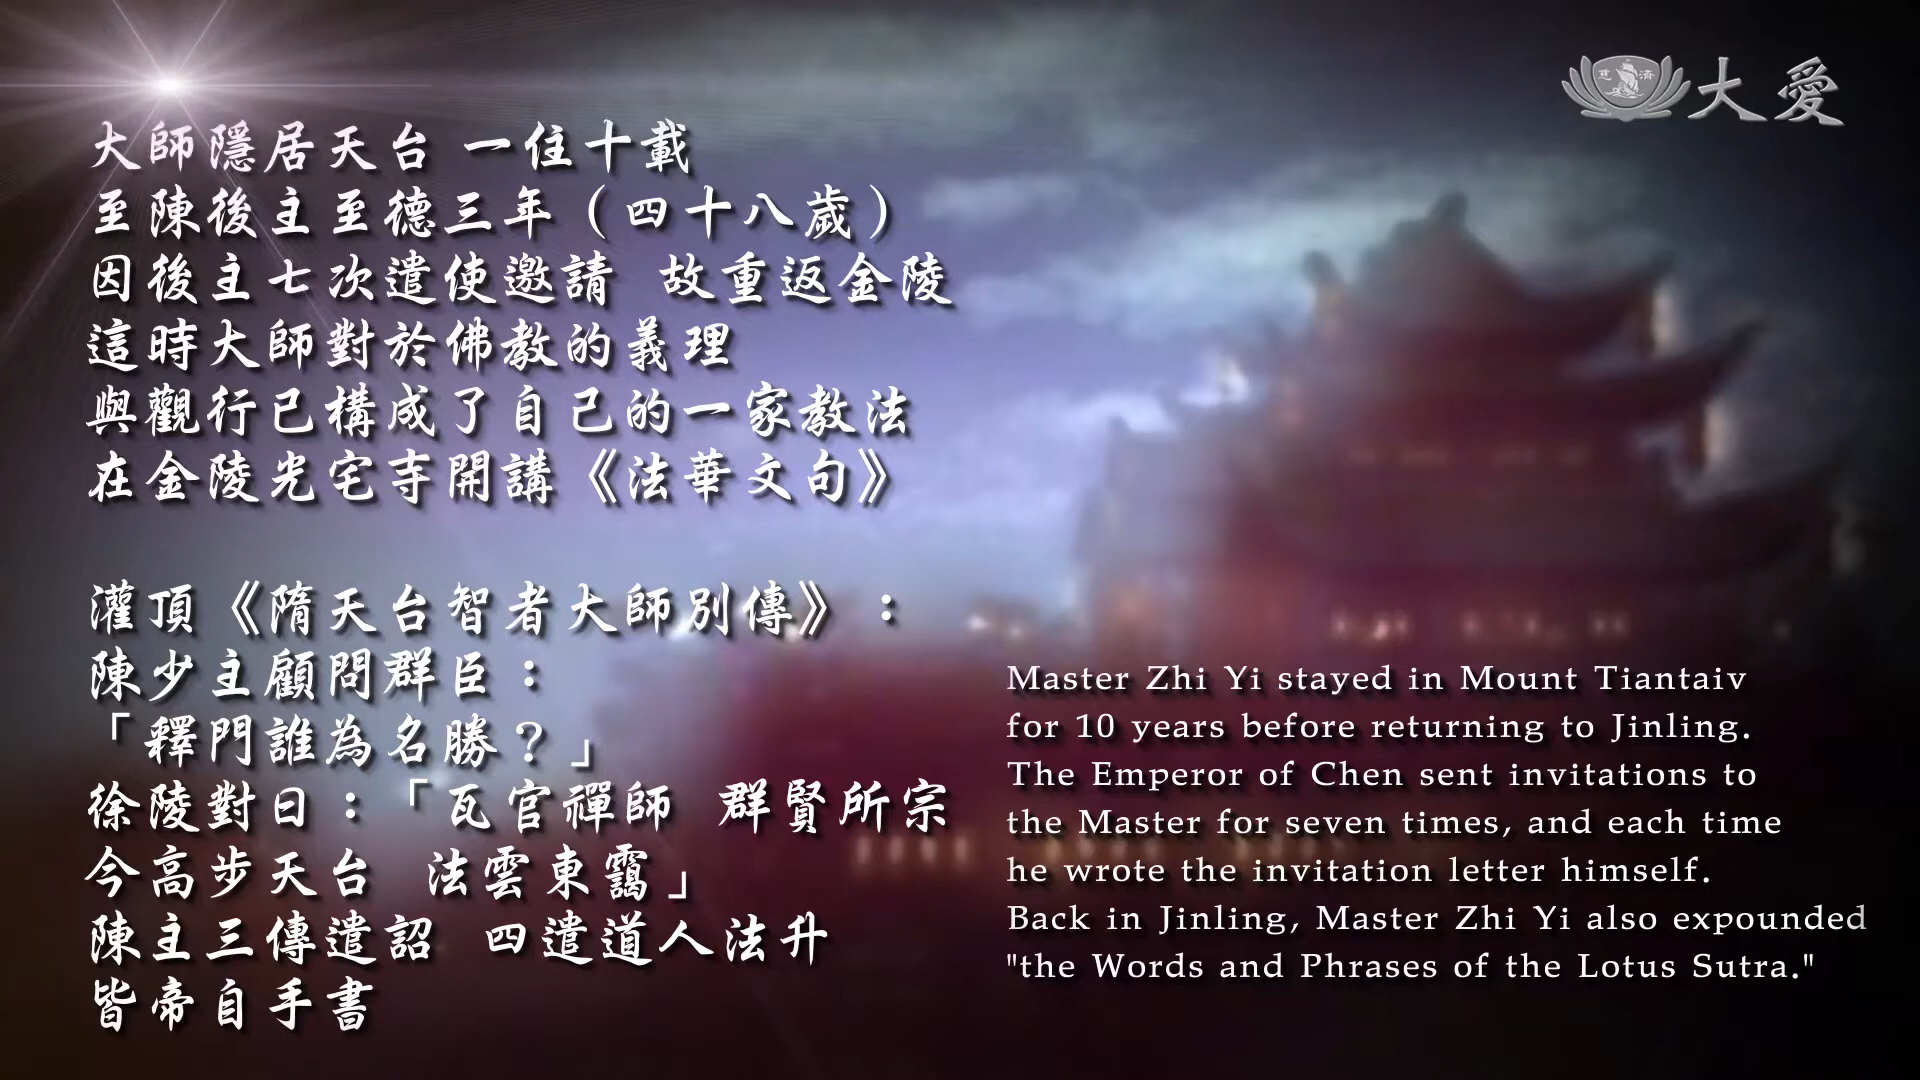 慈濟
大愛
大師隱居天台 一住十載
至陳後主至德三年（四十八歲）
因後主七次遣使邀請 故重返金陵
這時大師對於佛教的義理
與觀行已構成了自己的一家教法
在金陵光宅寺開講《法華文句》
灌頂《隋天台智者大師別傳》：
陳少主顧問群臣：
「釋門誰為名勝？」
徐陵對曰：「瓦官禪師 群賢所宗
今高步天台 法雲東靄」
陳主三傳遣詔 四遣道人法升
皆帝自手書
Master Zhi Yi stayed in Mount Tiantaiv
for 10 years before returning to Jinling.
The Emperor of Chen sent invitations to
the Master for seven times, and each time
he wrote the invitation letter himself.
Back in Jinling, Master Zhi Yi also expounded
"the Words and Phrases of the Lotus Sutra."